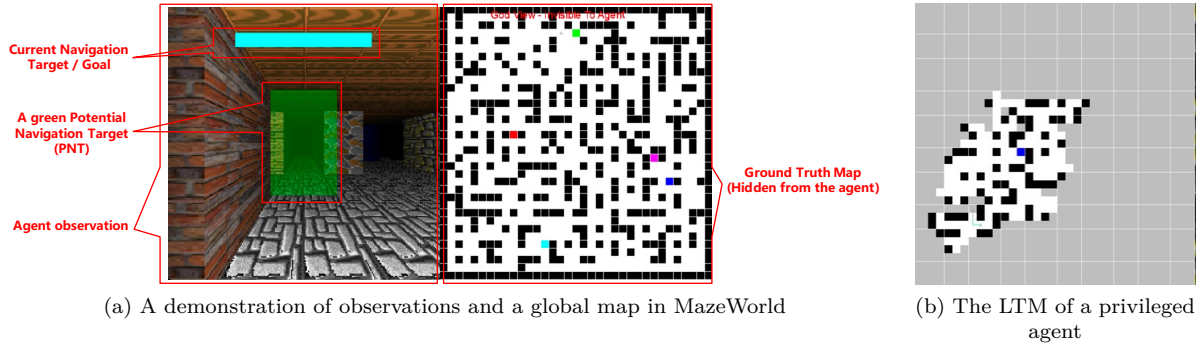 Current Navigation
Target / Goal
A green Potential
Navigation Target
(PNT)
Agent observation
God View - Invisible To Agent
Ground Truth Map
(Hidden from the agent)
(a) A demonstration of observations and a global map in MazeWorld
(b) The LTM of a privileged
agent